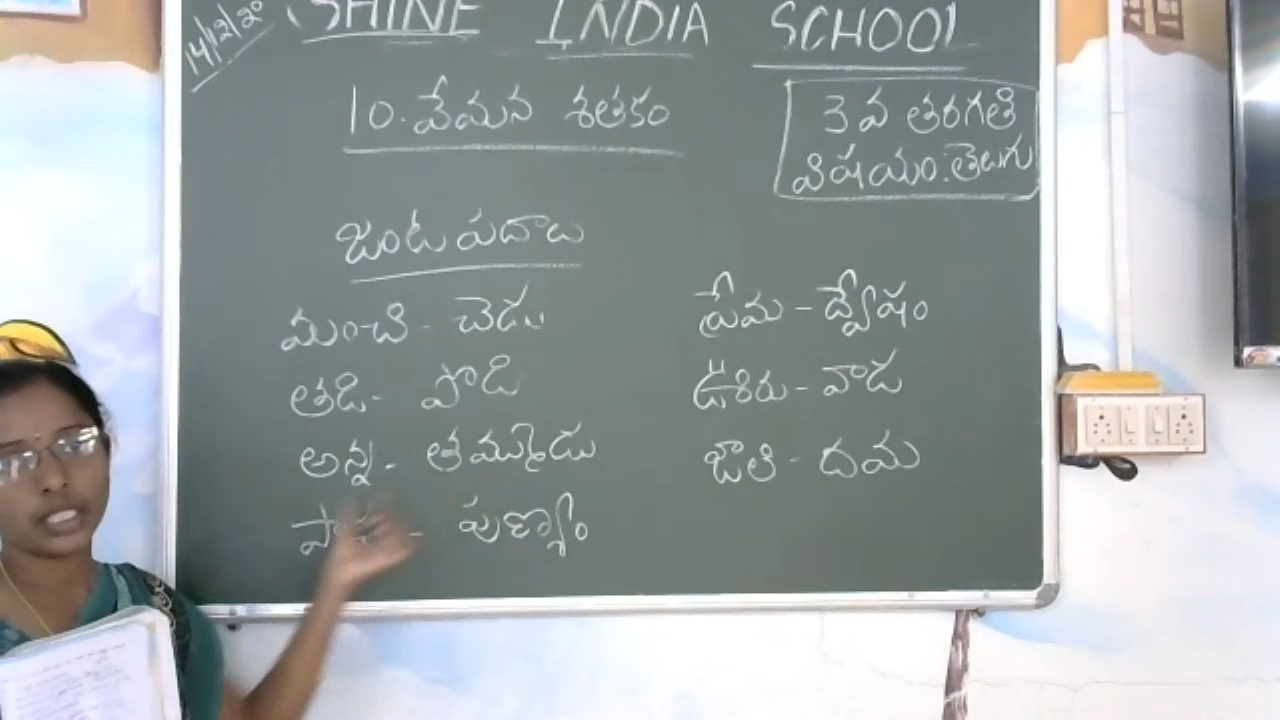 14/12/20
SHINE INDIA SCHOOL
10. వేమన శతకం
3వ తరగతి
విషయం: తెలుగు
జంట పదాలు
మంచి - చెడు
తడి - పొడి
అన్న - తమ్ముడు
- పుణ్యం
ప్రేమ - ద్వేషం
ఊరు - వాడ
జాలి - దయ